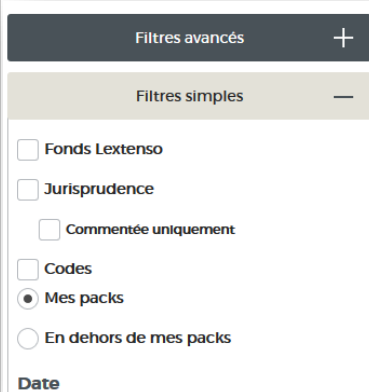 Filtres avancés
Filtres simples
Fonds Lextenso
Jurisprudence
Commentée uniquement
Codes
Mes packs
En dehors de mes packs
Date